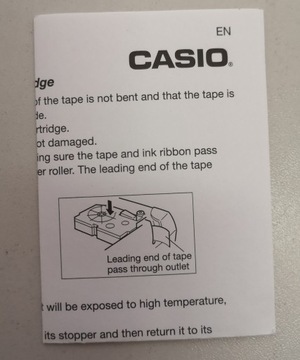 EN
CASIO®
dge
of the tape is not bent and that the tape is
de.
rtridge.
ot damaged.
ing sure the tape and ink ribbon pass
er roller. The leading end of the tape
Leading end of tape
pass through outlet
t will be exposed to high temperature,
its stopper and then return it to its